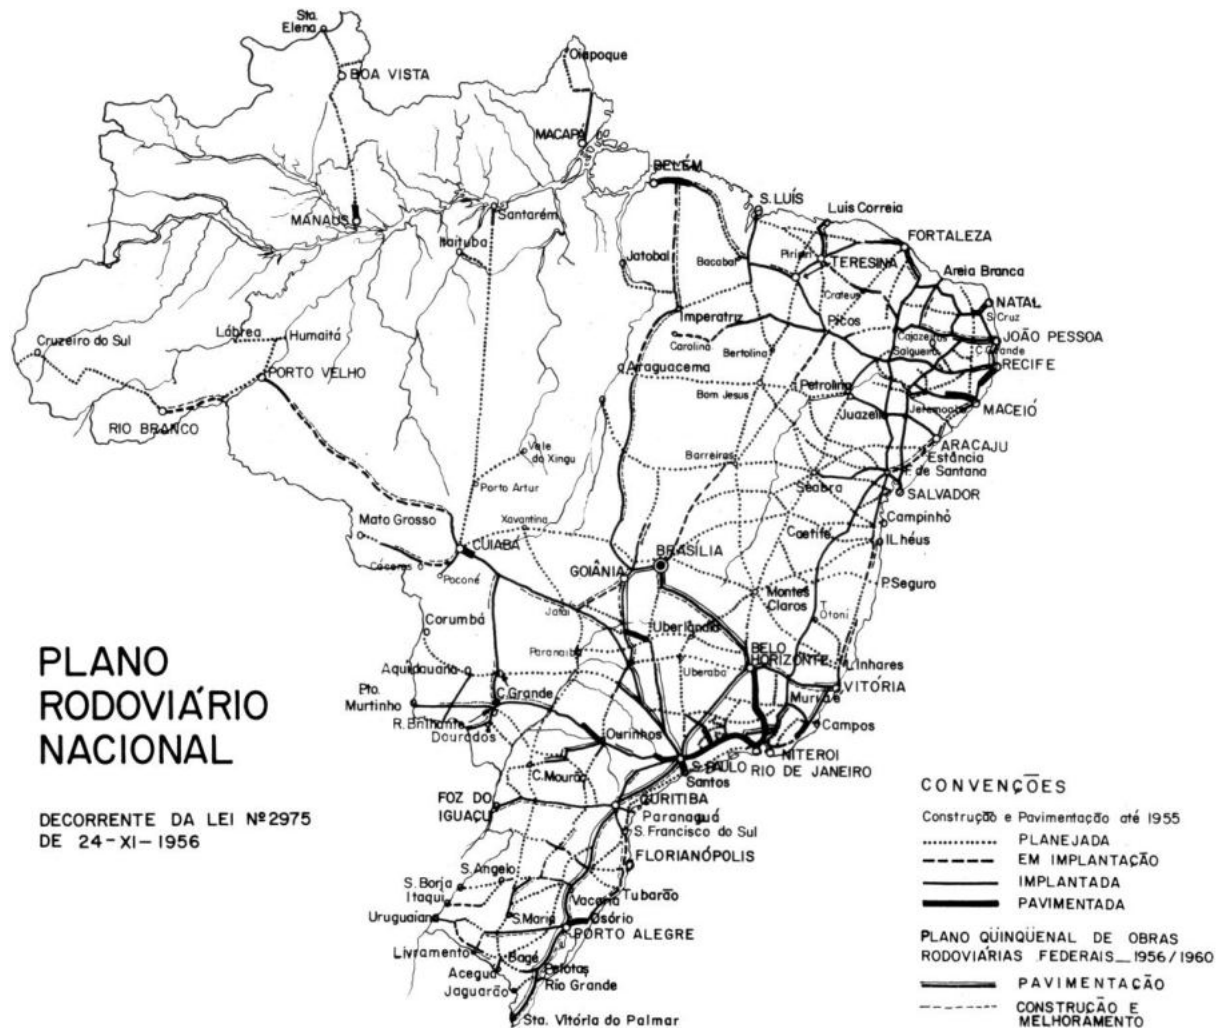 Sta.
Elena
BOA VISTA
Oiapoque
MACAPÁ
BELÉM
S. LUÍS
Luis Correia
FORTALEZA
MANAUS
Santarém
Itaituba
Jatobal
Bacabal
Piripiri
TERESINA
Areia Branca
Crateus
NATAL
S. Cruz
Imperatriz
Picos
Cajazeiras
JOÃO PESSOA
Lábrea
Humaitá
Cruzeiro do Sul
Carolina
Bertolina
Salgueiro
C. Grande
RECIFE
PORTO VELHO
Araguacema
Bom Jesus
Petrolina
Juazeiro
Jeremoabo
MACEIÓ
RIO BRANCO
ARACAJU
Vale
do Xingu
Barreiras
Estância
F. de Santana
Porto Artur
Seabra
SALVADOR
Mato Grosso
Xavantina
Campinho
CUIABÁ
Caetité
ILhéus
Cáceres
Poconé
GOIÂNIA
BRASÍLIA
P. Seguro
Jataí
Montes
Claros
T.
Otoni
Corumbá
Uberlândia
PLANO
RODOVIÁRIO
NACIONAL
Paranaiba
BELO
HORIZONTE
Linhares
Aquidauana
Uberaba
VITÓRIA
Pto.
Murtinho
C. Grande
Muriaé
R. Brilhante
Dourados
Ourinhos
Campos
S. PAULO
NITEROI
RIO DE JANEIRO
Santos
C. Mourão
DECORRENTE DA LEI Nº 2975
DE 24-XI-1956
FOZ DO
IGUAÇU
CURITIBA
Paranaguá
S. Francisco do Sul
FLORIANÓPOLIS
S. Angelo
S. Borja
Itaqui
Vacaria
Tubarão
Uruguaiana
S. Maria
Osório
PORTO ALEGRE
Livramento
Bagé
Aceguá
Pelotas
Jaguarão
Rio Grande
Sta. Vitória do Palmar
CONVENÇÕES
Construção e Pavimentação até 1955
PLANEJADA
EM IMPLANTAÇÃO
IMPLANTADA
PAVIMENTADA
PLANO QÜINQÜENAL DE OBRAS
RODOVIÁRIAS FEDERAIS_1956/1960
PAVIMENTAÇÃO
CONSTRUÇÃO E
MELHORAMENTO